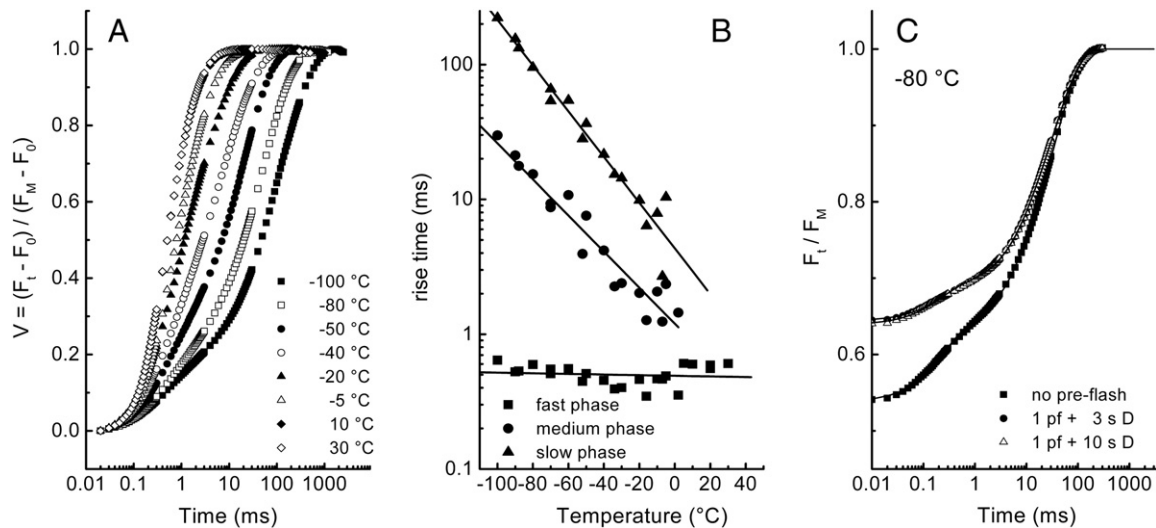 A
V = (Ft - F0) / (FM - F0)
1.0
0.8
0.6
0.4
0.2
0.0
-100 °C
-80 °C
-50 °C
-40 °C
-20 °C
-5 °C
10 °C
30 °C
0.01 0.1 1 10 100 1000
Time (ms)
B
rise time (ms)
100
10
1
0.1
fast phase
medium phase
slow phase
-100 -80 -60 -40 -20 0 20 40
Temperature (°C)
C
-80 °C
Ft / FM
1.0
0.8
0.6
no pre-flash
1 pf + 3 s D
1 pf + 10 s D
0.01 0.1 1 10 100 1000
Time (ms)